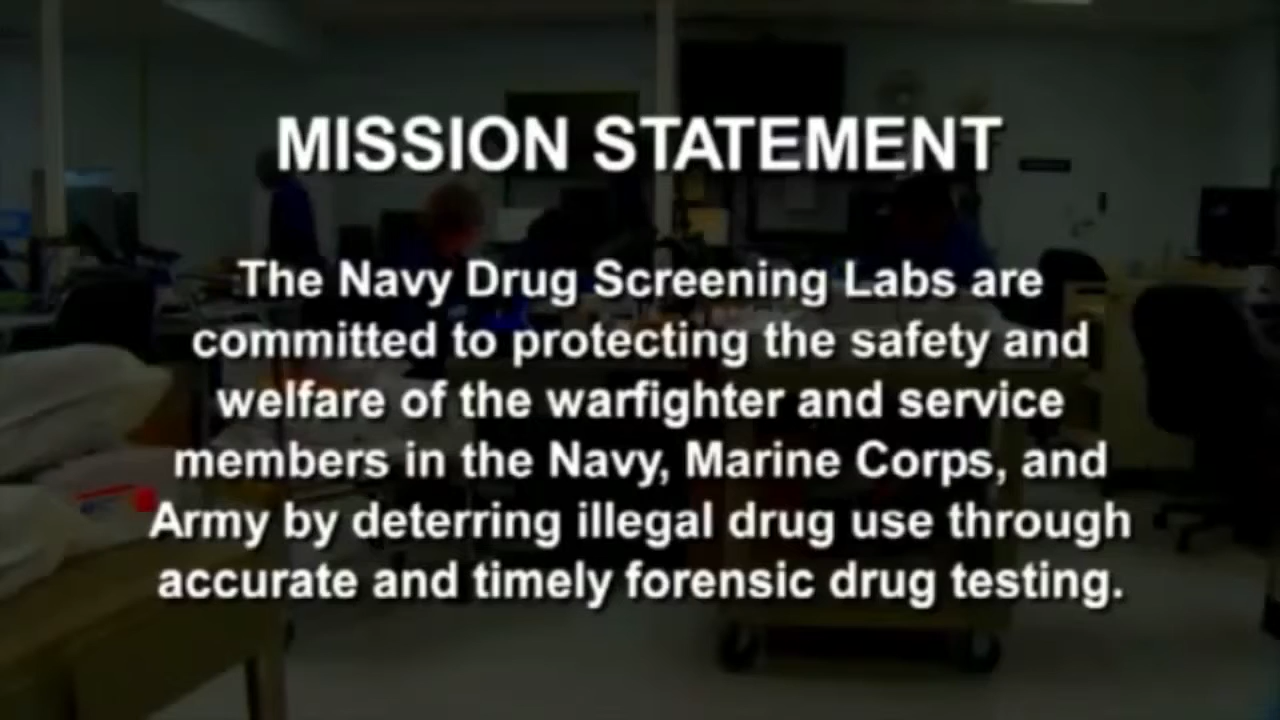 MISSION STATEMENT
The Navy Drug Screening Labs are
committed to protecting the safety and
welfare of the warfighter and service
members in the Navy, Marine Corps, and
Army by deterring illegal drug use through
accurate and timely forensic drug testing.